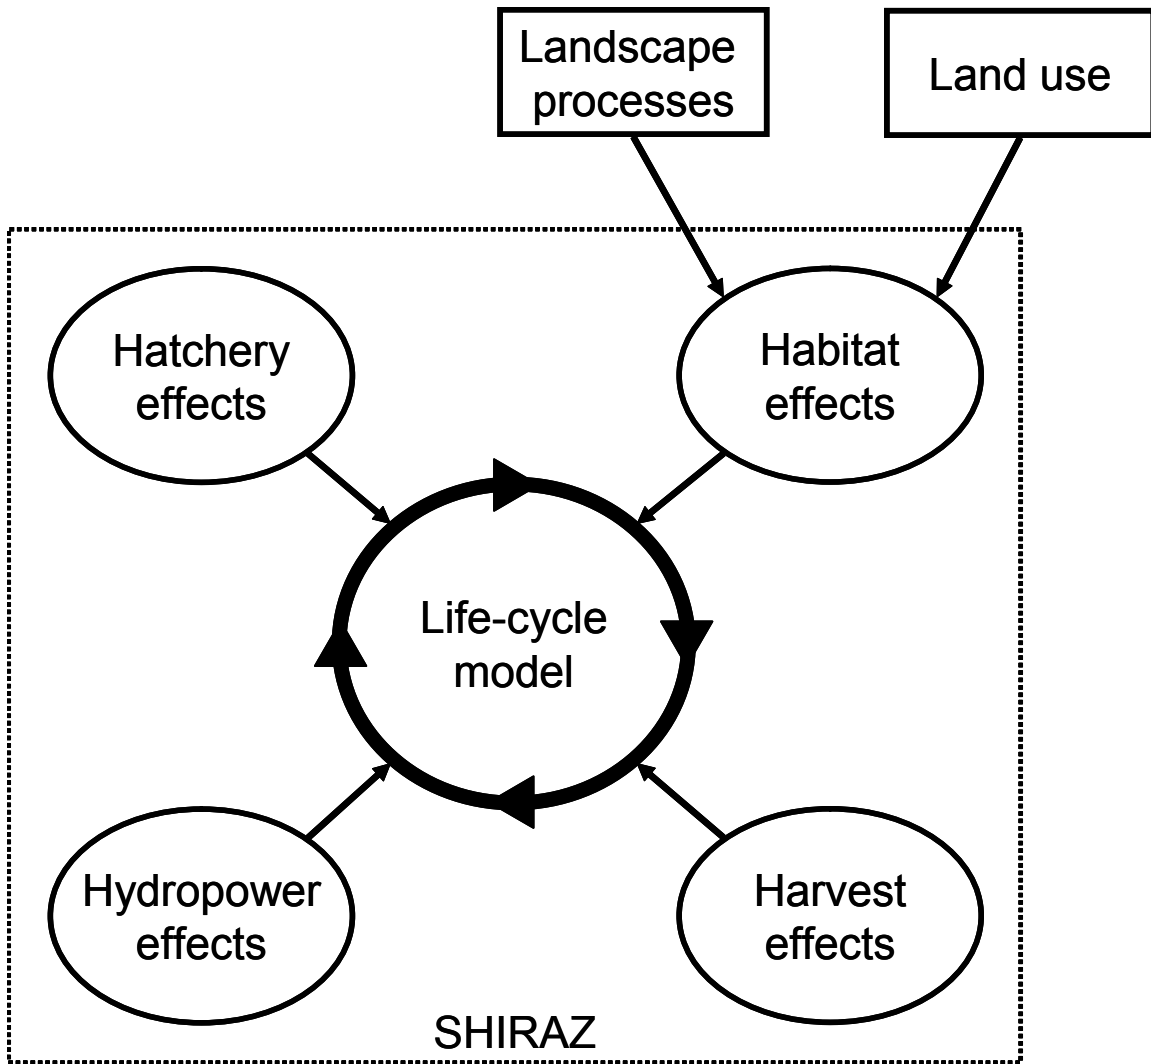 Landscape
processes
Land use
Hatchery
effects
Habitat
effects
Life-cycle
model
Hydropower
effects
Harvest
effects
SHIRAZ